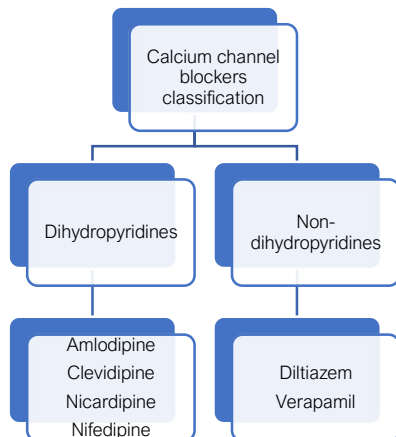 Calcium channel
blockers
classification
Dihydropyridines
Non-
dihydropyridines
Amlodipine
Clevidipine
Nicardipine
Nifedipine
Diltiazem
Verapamil